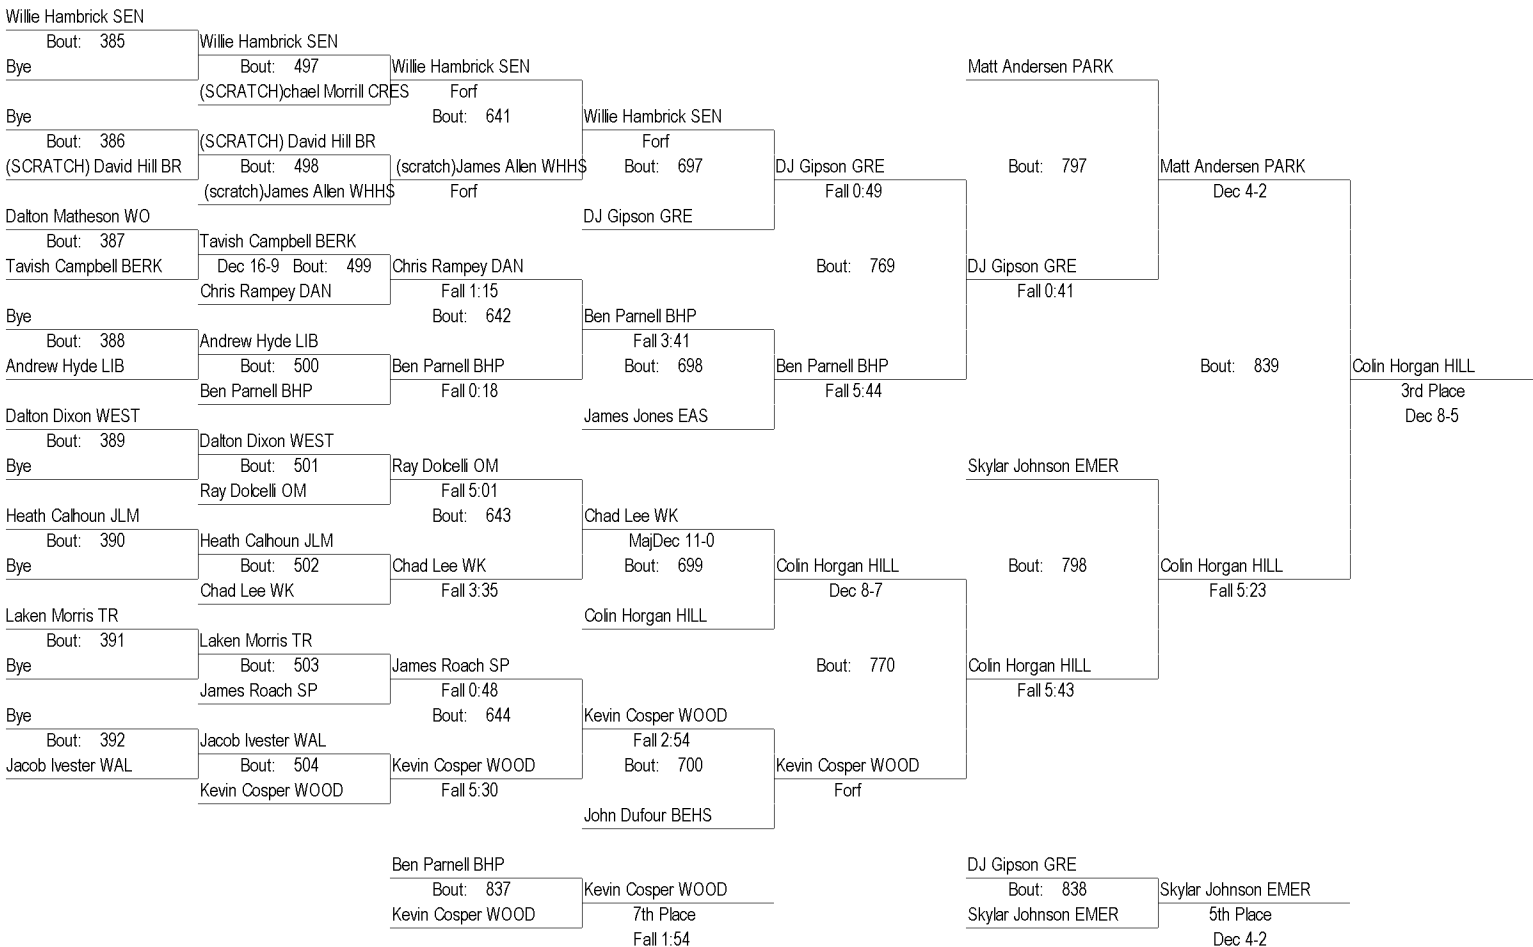 Willie Hambrick SEN
Bout: 385
Willie Hambrick SEN
Bye
Bout: 497
Willie Hambrick SEN
Matt Andersen PARK
(SCRATCH)chael Morrill CRES
Forf
Bye
Bout: 641
Willie Hambrick SEN
Bout: 386
(SCRATCH) David Hill BR
Forf
(SCRATCH) David Hill BR
Bout: 498
(scratch)James Allen WHHS
Bout: 697
DJ Gipson GRE
Bout: 797
Matt Andersen PARK
(scratch)James Allen WHHS
Forf
Fall 0:49
Dec 4-2
Dalton Matheson WO
DJ Gipson GRE
Bout: 387
Tavish Campbell BERK
Tavish Campbell BERK
Dec 16-9 Bout: 499
Chris Rampey DAN
Bout: 769
DJ Gipson GRE
Chris Rampey DAN
Fall 1:15
Fall 0:41
Bye
Bout: 642
Ben Parnell BHP
Bout: 388
Andrew Hyde LIB
Fall 3:41
Andrew Hyde LIB
Bout: 500
Ben Parnell BHP
Bout: 698
Ben Parnell BHP
Bout: 839
Colin Horgan HILL
Ben Parnell BHP
Fall 0:18
Fall 5:44
3rd Place
Dalton Dixon WEST
James Jones EAS
Dec 8-5
Bout: 389
Dalton Dixon WEST
Bye
Bout: 501
Ray Dolcelli OM
Skylar Johnson EMER
Ray Dolcelli OM
Fall 5:01
Heath Calhoun JLM
Bout: 643
Chad Lee WK
Bout: 390
Heath Calhoun JLM
MajDec 11-0
Bye
Bout: 502
Chad Lee WK
Bout: 699
Colin Horgan HILL
Bout: 798
Colin Horgan HILL
Chad Lee WK
Fall 3:35
Dec 8-7
Fall 5:23
Laken Morris TR
Colin Horgan HILL
Bout: 391
Laken Morris TR
Bye
Bout: 503
James Roach SP
Bout: 770
Colin Horgan HILL
James Roach SP
Fall 0:48
Fall 5:43
Bye
Bout: 644
Kevin Cosper WOOD
Bout: 392
Jacob Ivester WAL
Fall 2:54
Jacob Ivester WAL
Bout: 504
Kevin Cosper WOOD
Bout: 700
Kevin Cosper WOOD
Kevin Cosper WOOD
Fall 5:30
Forf
John Dufour BEHS
Ben Parnell BHP
DJ Gipson GRE
Bout: 837
Kevin Cosper WOOD
Bout: 838
Skylar Johnson EMER
Kevin Cosper WOOD
7th Place
Skylar Johnson EMER
5th Place
Fall 1:54
Dec 4-2